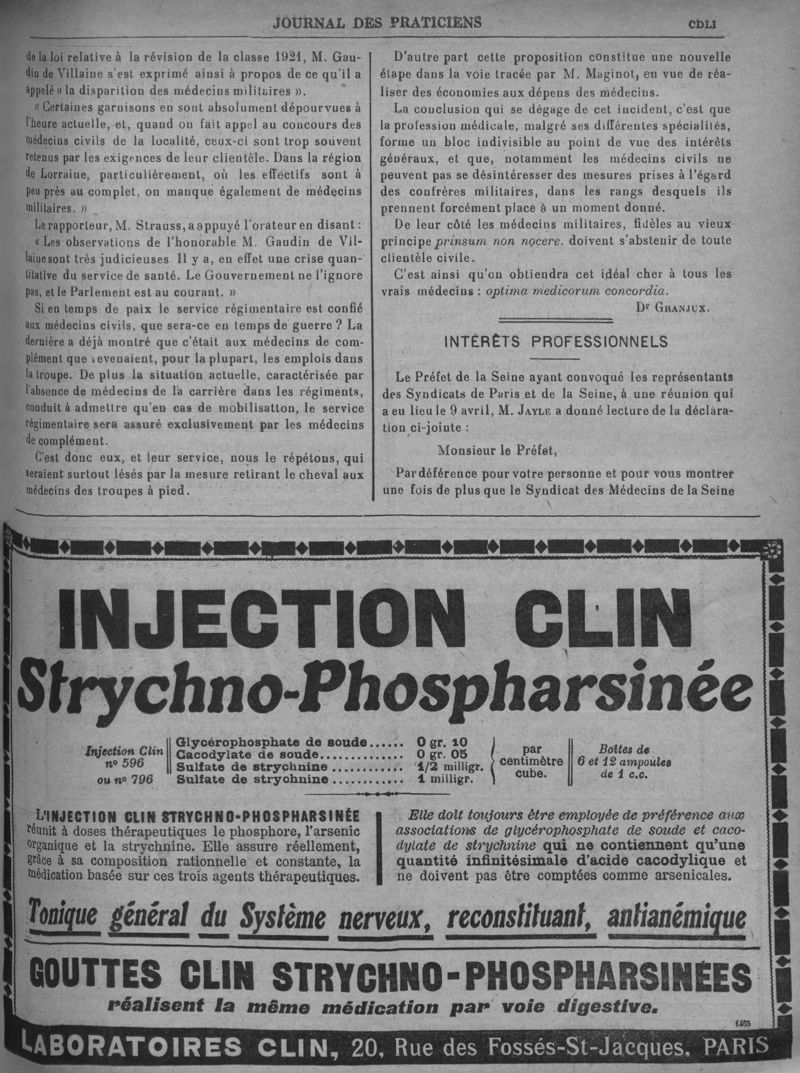 JOURNAL DES PRATICIENS
CDLI
de la loi relative à la révision de la classe 1921, M. Gau-
din de Villaine s'est exprimé ainsi à propos de ce qu'il a
appelé « la disparition des médecins militaires ».
« Certaines garnisons en sont absolument dépourvues à
l'heure actuelle, et, quand on fait appel au concours des
médecins civils de la localité, ceux-ci sont trop souvent
retenus par les exigences de leur clientèle. Dans la région
de Lorraine, particulièrement, où les effectifs sont à
peu près au complet, on manque également de médecins
militaires. »
Le rapporteur, M. Strauss, a appuyé l'orateur en disant :
« Les observations de l'honorable M. Gaudin de Vil-
laine sont très judicieuses Il y a, en effet une crise quan-
titative du service de santé. Le Gouvernement ne l'ignore
pas, et le Parlement est au courant. »
Si en temps de paix le service régimentaire est confié
aux médecins civils, que sera-ce en temps de guerre ? La
dernière a déjà montré que c'était aux médecins de com-
plément que revenaient, pour la plupart, les emplois dans
la troupe. De plus la situation actuelle, caractérisée par
l'absence de médecins de la carrière dans les régiments,
conduit à admettre qu'en cas de mobilisatton, le service
régimentaire sera assuré exclusivement par les médecins
de complément.
C'est donc eux, et leur service, nous le répétons, qui
seraient surtout lésés par la mesure retirant le cheval aux
médecins des troupes à pied.
D'autre part cette proposition constitue une nouvelle
étape dans la voie tracée par M. Maginot, en vue de réa-
liser des économies aux dépens des médecins.
La conclusion qui se dégage de cet incident, c'est que
la profession médicale, malgré ses différentes spécialités,
forme un bloc indivisible au point de vue des intérêts
généraux, et que, notamment les médecins civils ne
peuvent pas se désintéresser des mesures prises à l'égard
des confrères militaires, dans les rangs desquels ils
prennent forcément place à un moment donné.
De leur côté les médecins militaires, fidèles au vieux
principe prinsum non nocere, doivent s'abstenir de toute
clientèle civile.
C'est ainsi qu'on obtiendra cet idéal cher à tous les
vrais médecins : optima medicorum concordia.
Dr GRANJUX.
INTÉRÊTS PROFESSIONNELS
Le Préfet de la Seine ayant convoqué les représentants
des Syndicats de Paris et de la Seine, à une réunion qui
a eu lieu le 9 avril, M. JAYLE a donné lecture de la déclara-
tion ci-jointe :
Monsieur le Préfet,
Par déférence pour votre personne et pour vous montrer
une fois de plus que le Syndicat des Médecins de la Seine
INJECTION CLIN
Strychno-Phospharsinée
Injection Clin
n° 596
ou n° 796
Glycérophosphate de soude...... 0 gr. 10
Cacodylate de soude............. 0 gr. 05
Sulfate de strychnine ........... 1/2 milligr.
Sulfate de strychnine ........... 1 milligr.
par
centimètre
cube.
Boîtes de
6 et 12 ampoules
de 1 c.c.
L'INJECTION CLIN STRYCHNO-PHOSPHARSINÉE
réunit à doses thérapeutiques le phosphore, l'arsenic
organique et la strychnine. Elle assure réellement,
grâce à sa composition rationnelle et constante, la
médication basée sur ces trois agents thérapeutiques.
Elle doit toujours être employée de préférence aux
associations de glycérophosphate de soude et caco-
dylate de strychnine qui ne contiennent qu'une
quantité infinitésimale d'acide cacodylique et
ne doivent pas être comptées comme arsenicales.
Tonique général du Système nerveux, reconstituant, antianémique
GOUTTES CLIN STRYCHNO-PHOSPHARSINÉES
réalisent la même médication par voie digestive.
1465
LABORATOIRES CLIN, 20, Rue des Fossés-St-Jacques, PARIS